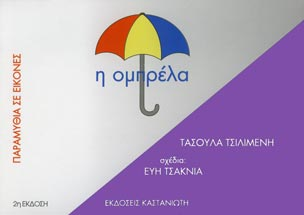 ΠΑΡΑΜΥΘΙΑ ΣΕ ΕΙΚΟΝΕΣ
η ομπρέλα
ΤΑΣΟΥΛΑ ΤΣΙΛΙΜΕΝΗ
σχέδια:
ΕΥΗ ΤΣΑΚΝΙΑ
2η ΕΚΔΟΣΗ
ΕΚΔΟΣΕΙΣ ΚΑΣΤΑΝΙΩΤΗ